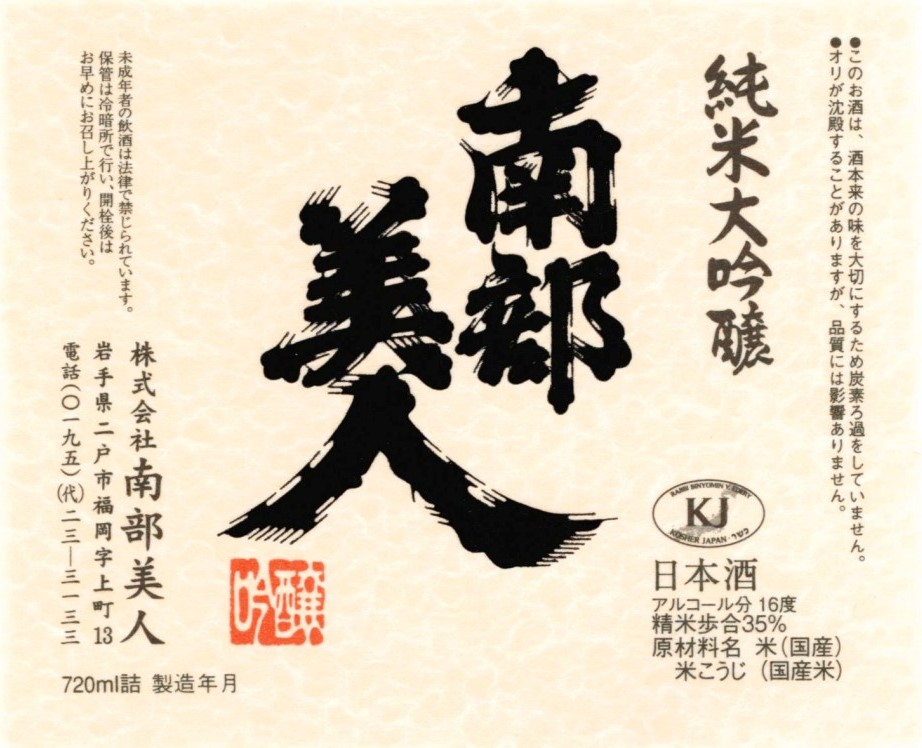 ●このお酒は、酒本来の味を大切にするため炭素ろ過をしていません。
●オリが沈殿することがありますが、品質には影響ありません。
純米大吟醸
南部
美人
吟醸
RABBI BINYOMIN Y. EDERY
KJ
KOSHER JAPAN כשר
日本酒
アルコール分 16度
精米歩合35%
原材料名 米(国産)
米こうじ (国産米)
未成年者の飲酒は法律で禁じられています。
保管は冷暗所で行い、開栓後は
お早めにお召し上がりください。
株式会社 南部美人
岩手県二戸市福岡字上町13
電話(〇一九五)(代)二三―三一三三
720ml詰 製造年月